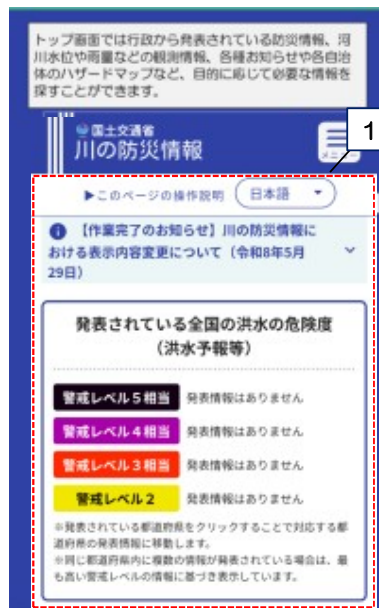 トップ画面では行政から発表されている防災情報、河
川水位や雨量などの観測情報、各種お知らせや各自治
体のハザードマップなど、目的に応じて必要な情報を
探すことができます。
国土交通省
川の防災情報
1
▶このページの操作説明
日本語
【作業完了のお知らせ】川の防災情報に
おける表示内容変更について（令和8年5月
29日）
発表されている全国の洪水の危険度
（洪水予報等）
警戒レベル5相当 発表情報はありません
警戒レベル4相当 発表情報はありません
警戒レベル3相当 発表情報はありません
警戒レベル2 発表情報はありません
※発表されている都道府県をクリックすることで対応する都
道府県の発表情報に移動します。
※同じ都道府県内に複数の情報が発表されている場合は、最
も高い警戒レベルの情報に基づき表示しています。